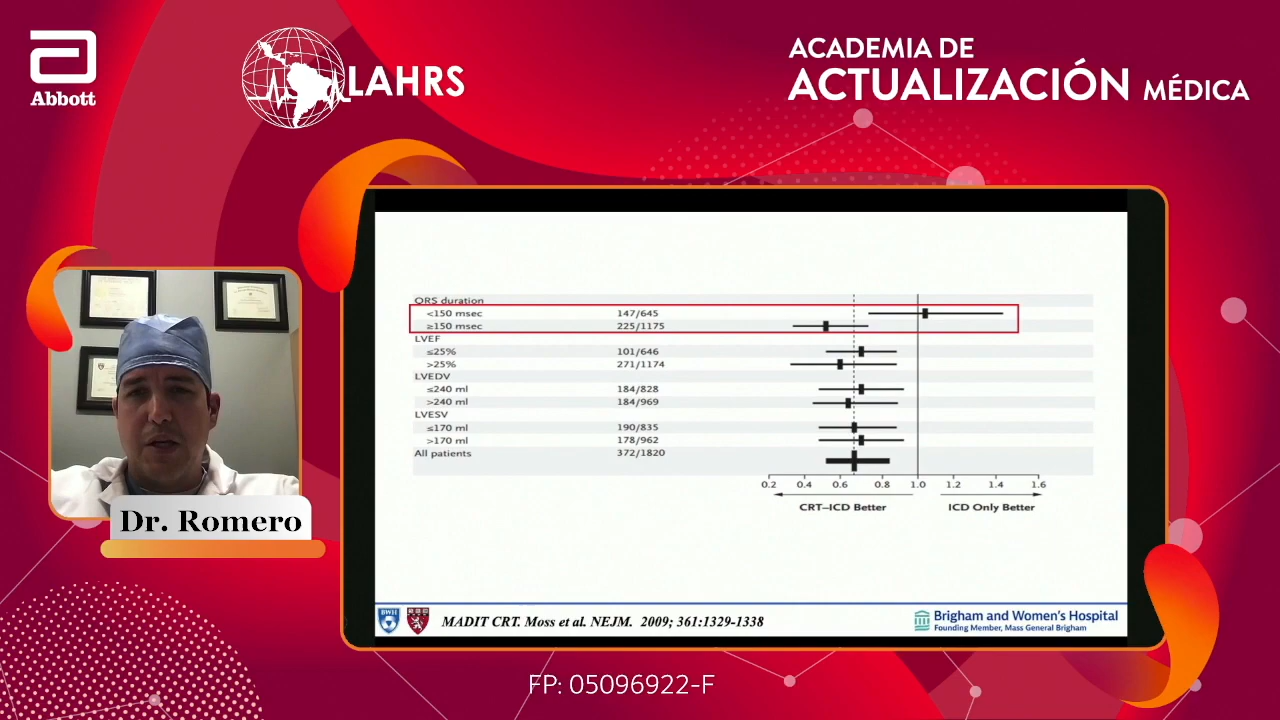 Abbott
LAHRS
ACADEMIA DE
ACTUALIZACIÓN MÉDICA
QRS duration
<150 msec 147/645
≥150 msec 225/1175
LVEF
≤25% 101/646
>25% 271/1174
LVEDV
≤240 ml 184/828
>240 ml 184/969
LVESV
≤170 ml 190/835
>170 ml 178/962
All patients 372/1820
0.2 0.4 0.6 0.8 1.0 1.2 1.4 1.6
CRT–ICD Better ICD Only Better
Dr. Romero
BWH
MADIT CRT. Moss et al. NEJM. 2009; 361:1329-1338
Brigham and Women's Hospital
Founding Member, Mass General Brigham
FP: 05096922-F